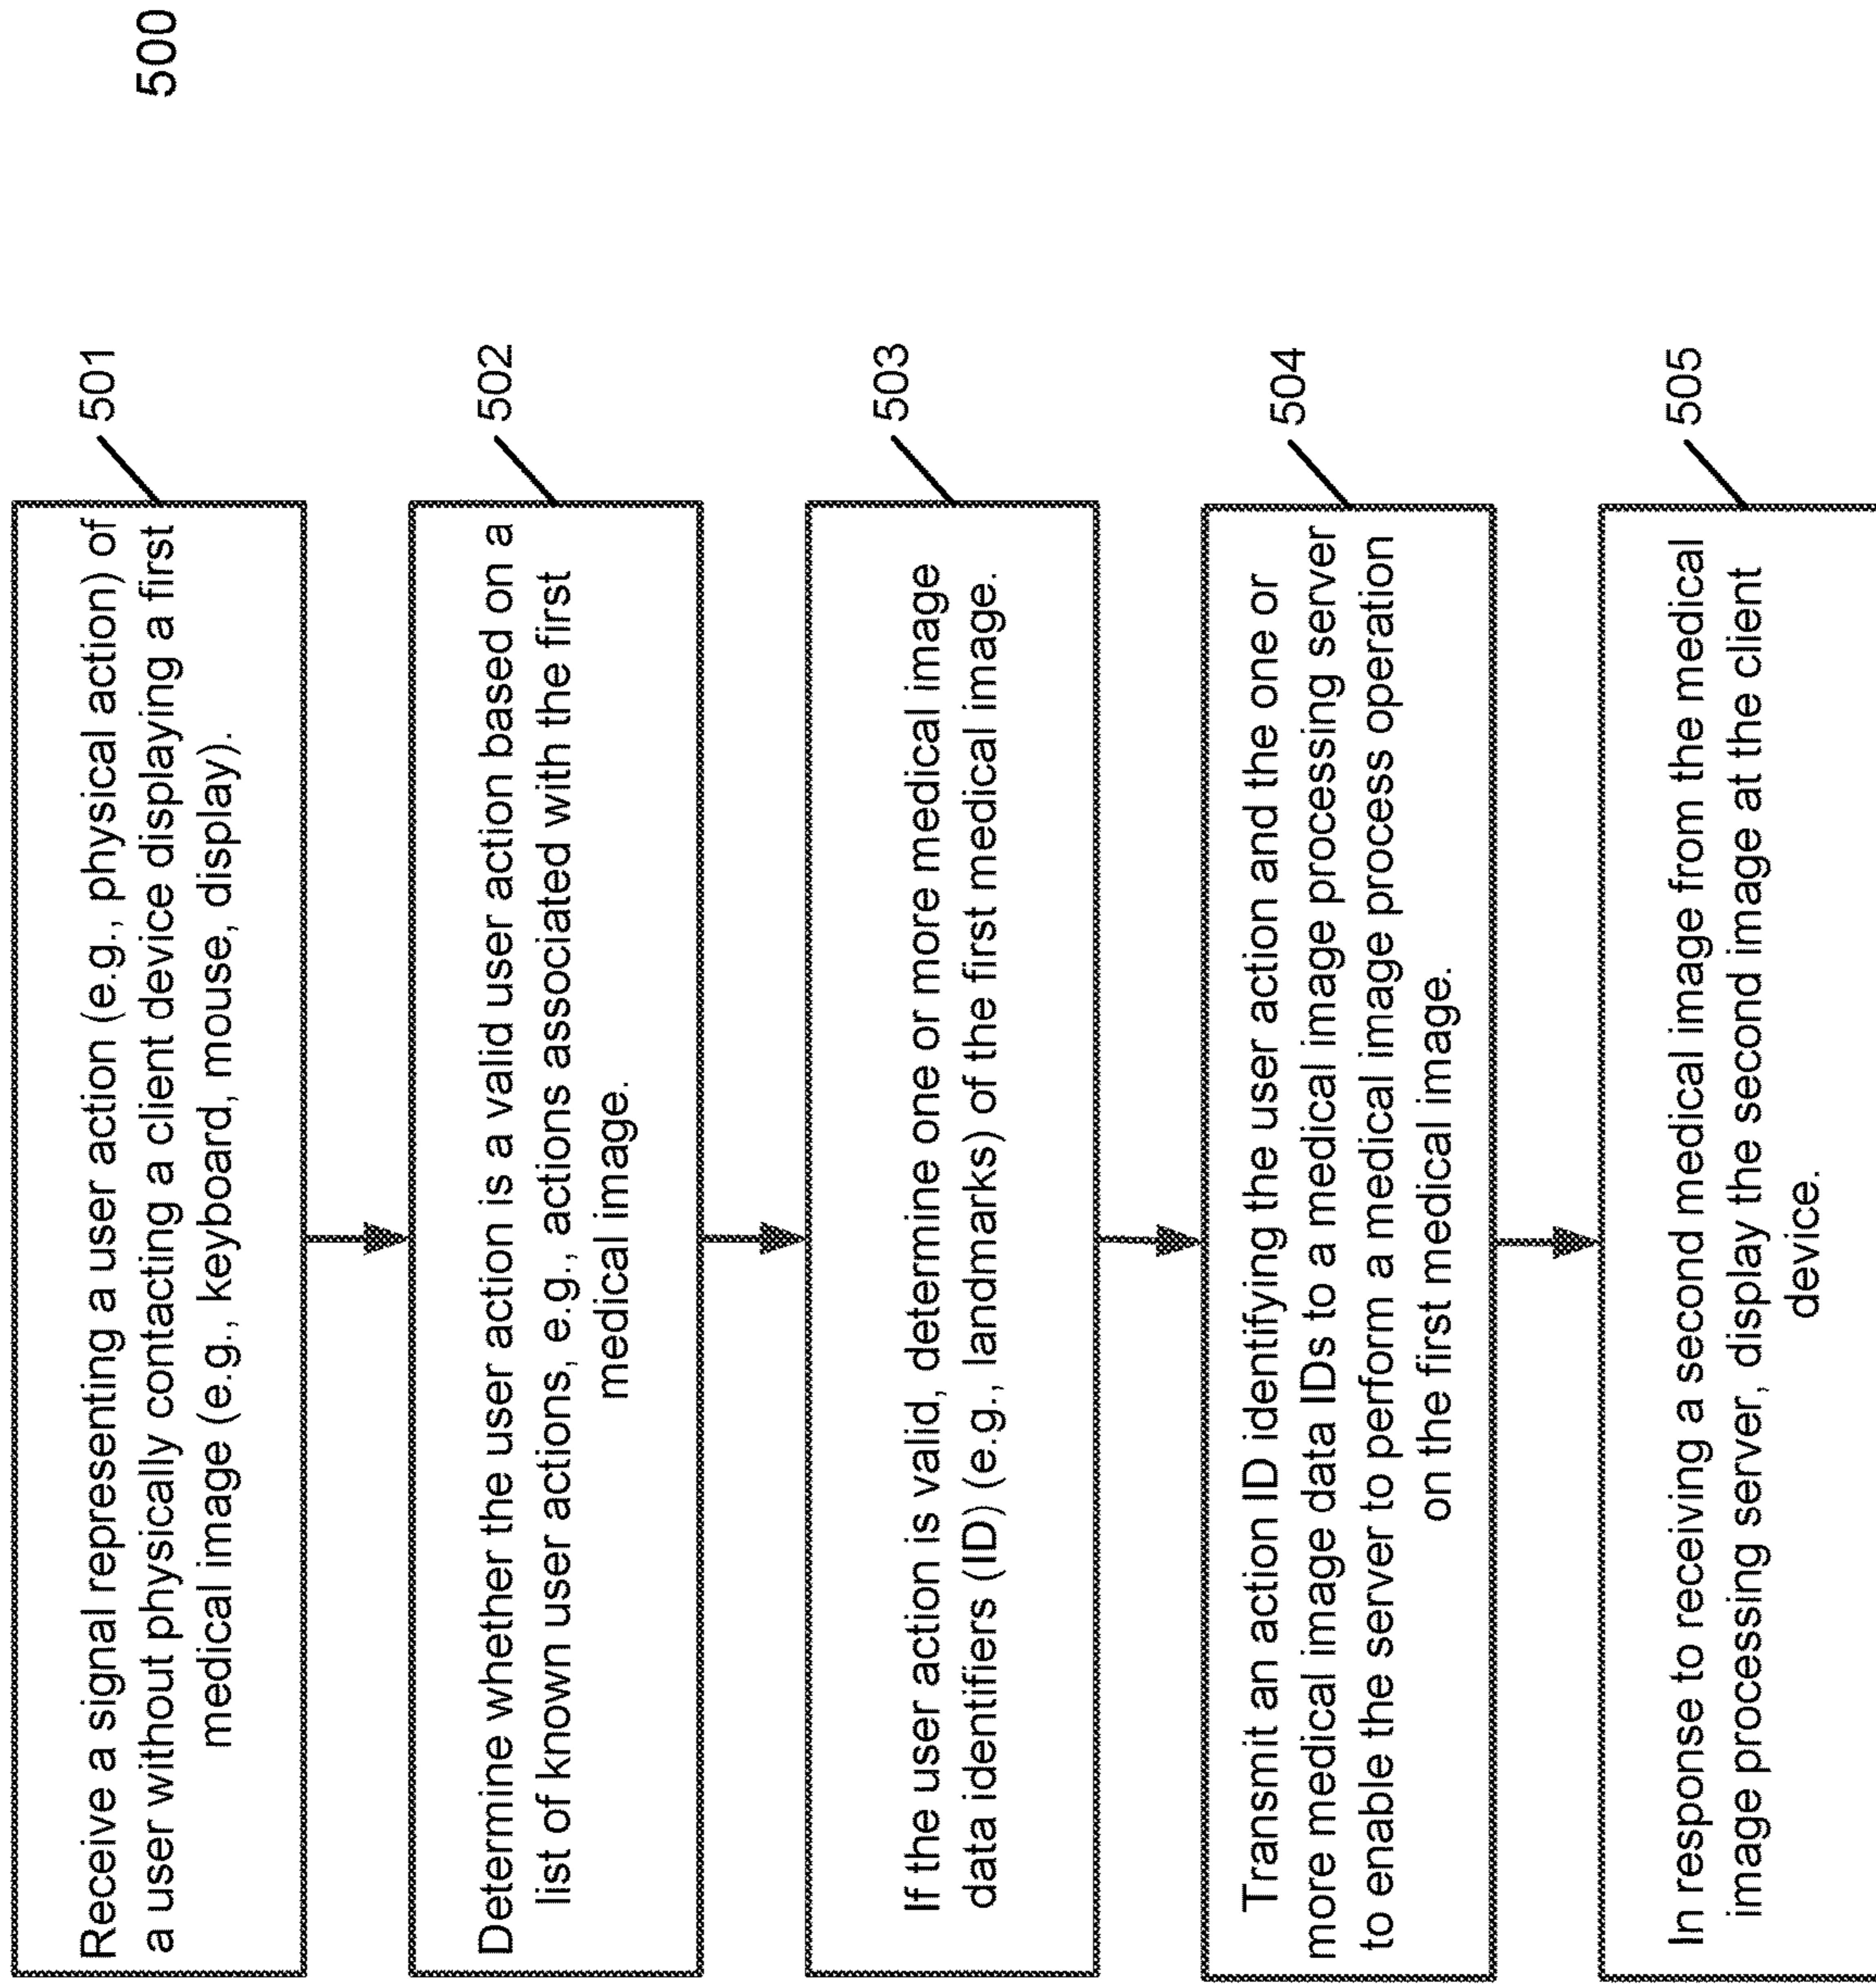 500
Receive a signal representing a user action (e.g., physical action) of
a user without physically contacting a client device displaying a first
medical image (e.g., keyboard, mouse, display).
501
Determine whether the user action is a valid user action based on a
list of known user actions, e.g., actions associated with the first
medical image.
502
If the user action is valid, determine one or more medical image
data identifiers (ID) (e.g., landmarks) of the first medical image.
503
Transmit an action ID identifying the user action and the one or
more medical image data IDs to a medical image processing server
to enable the server to perform a medical image process operation
on the first medical image.
504
In response to receiving a second medical image from the medical
image processing server, display the second image at the client
device.
505